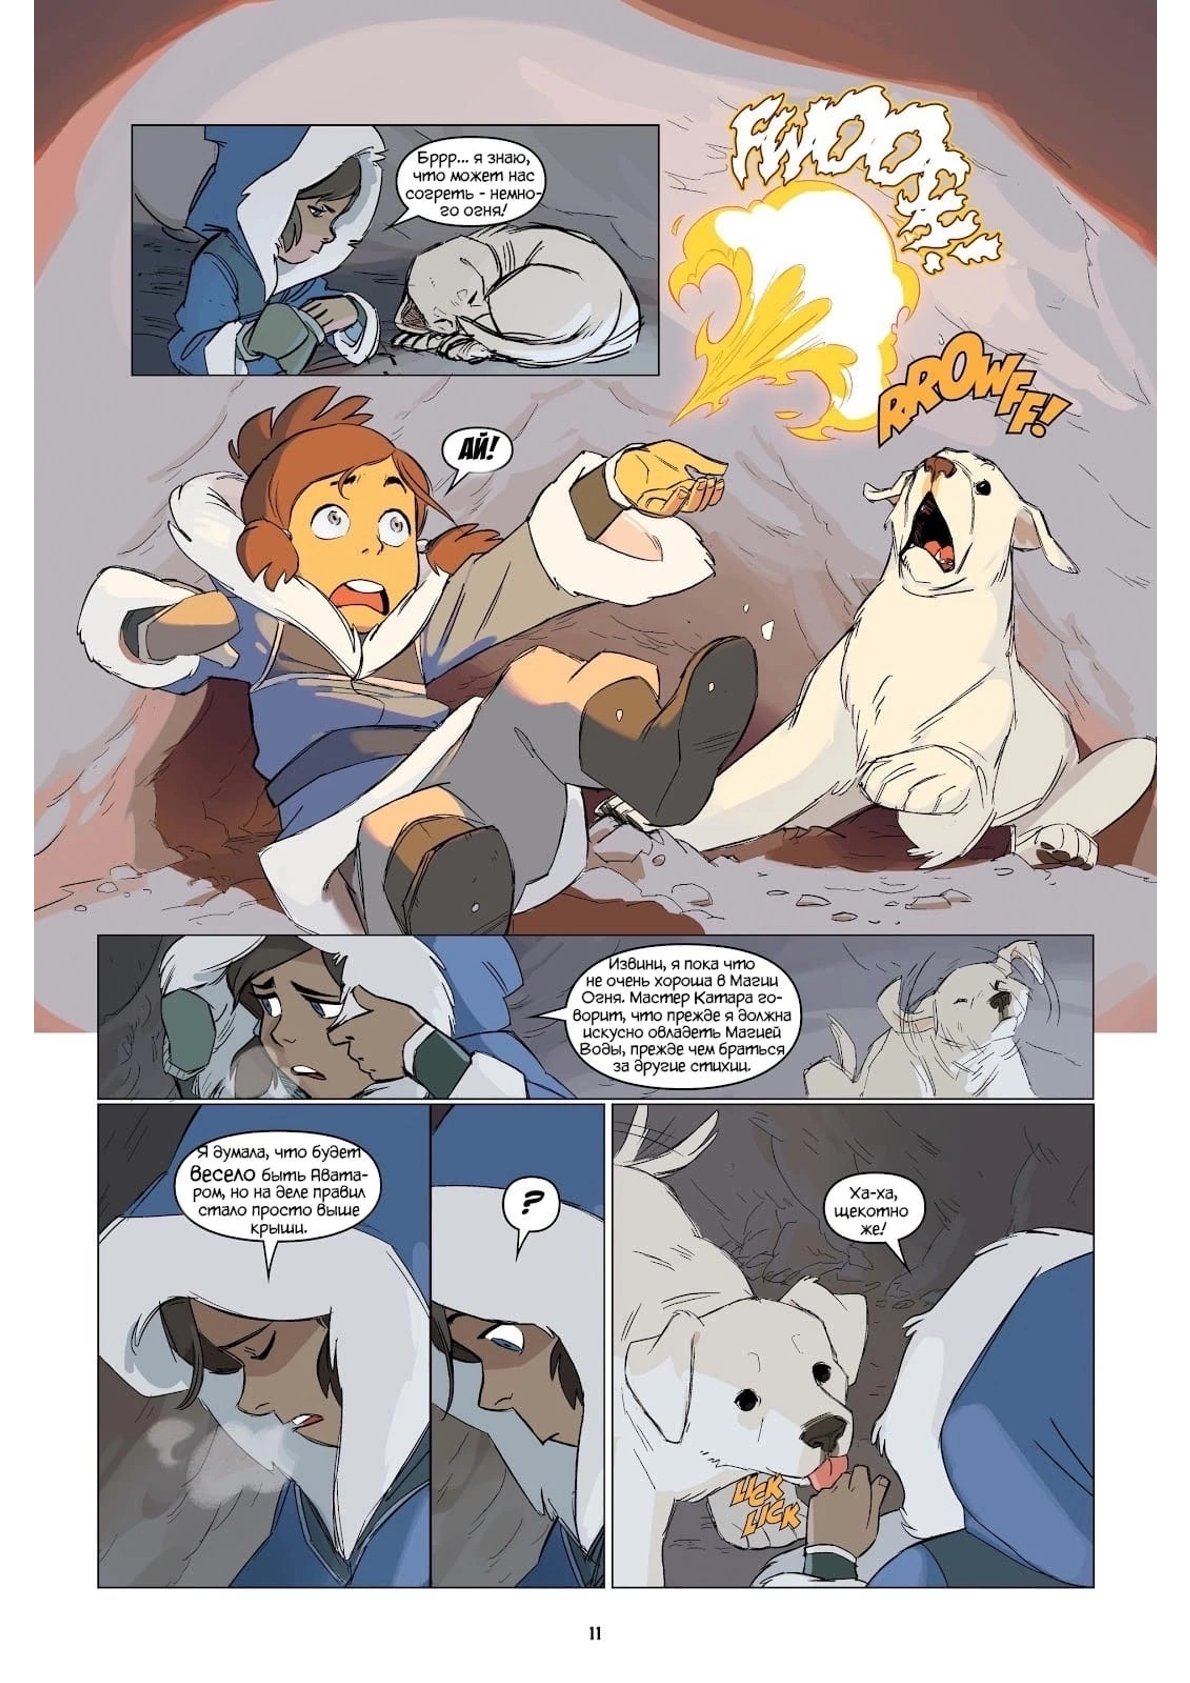 Бррр... я знаю,
что может нас
согреть - немно-
го огня!
FWOOE...
RROWFF!
АЙ!
Извини, я пока что
не очень хороша в Магии
Огня. Мастер Катара го-
ворит, что прежде я должна
искусно овладеть Магией
Воды, прежде чем браться
за другие стихии.
Я думала, что будет
весело быть Авата-
ром, но на деле правил
стало просто выше
крыши.
?
Ха-ха,
щекотно
же!
LICK
LICK
11